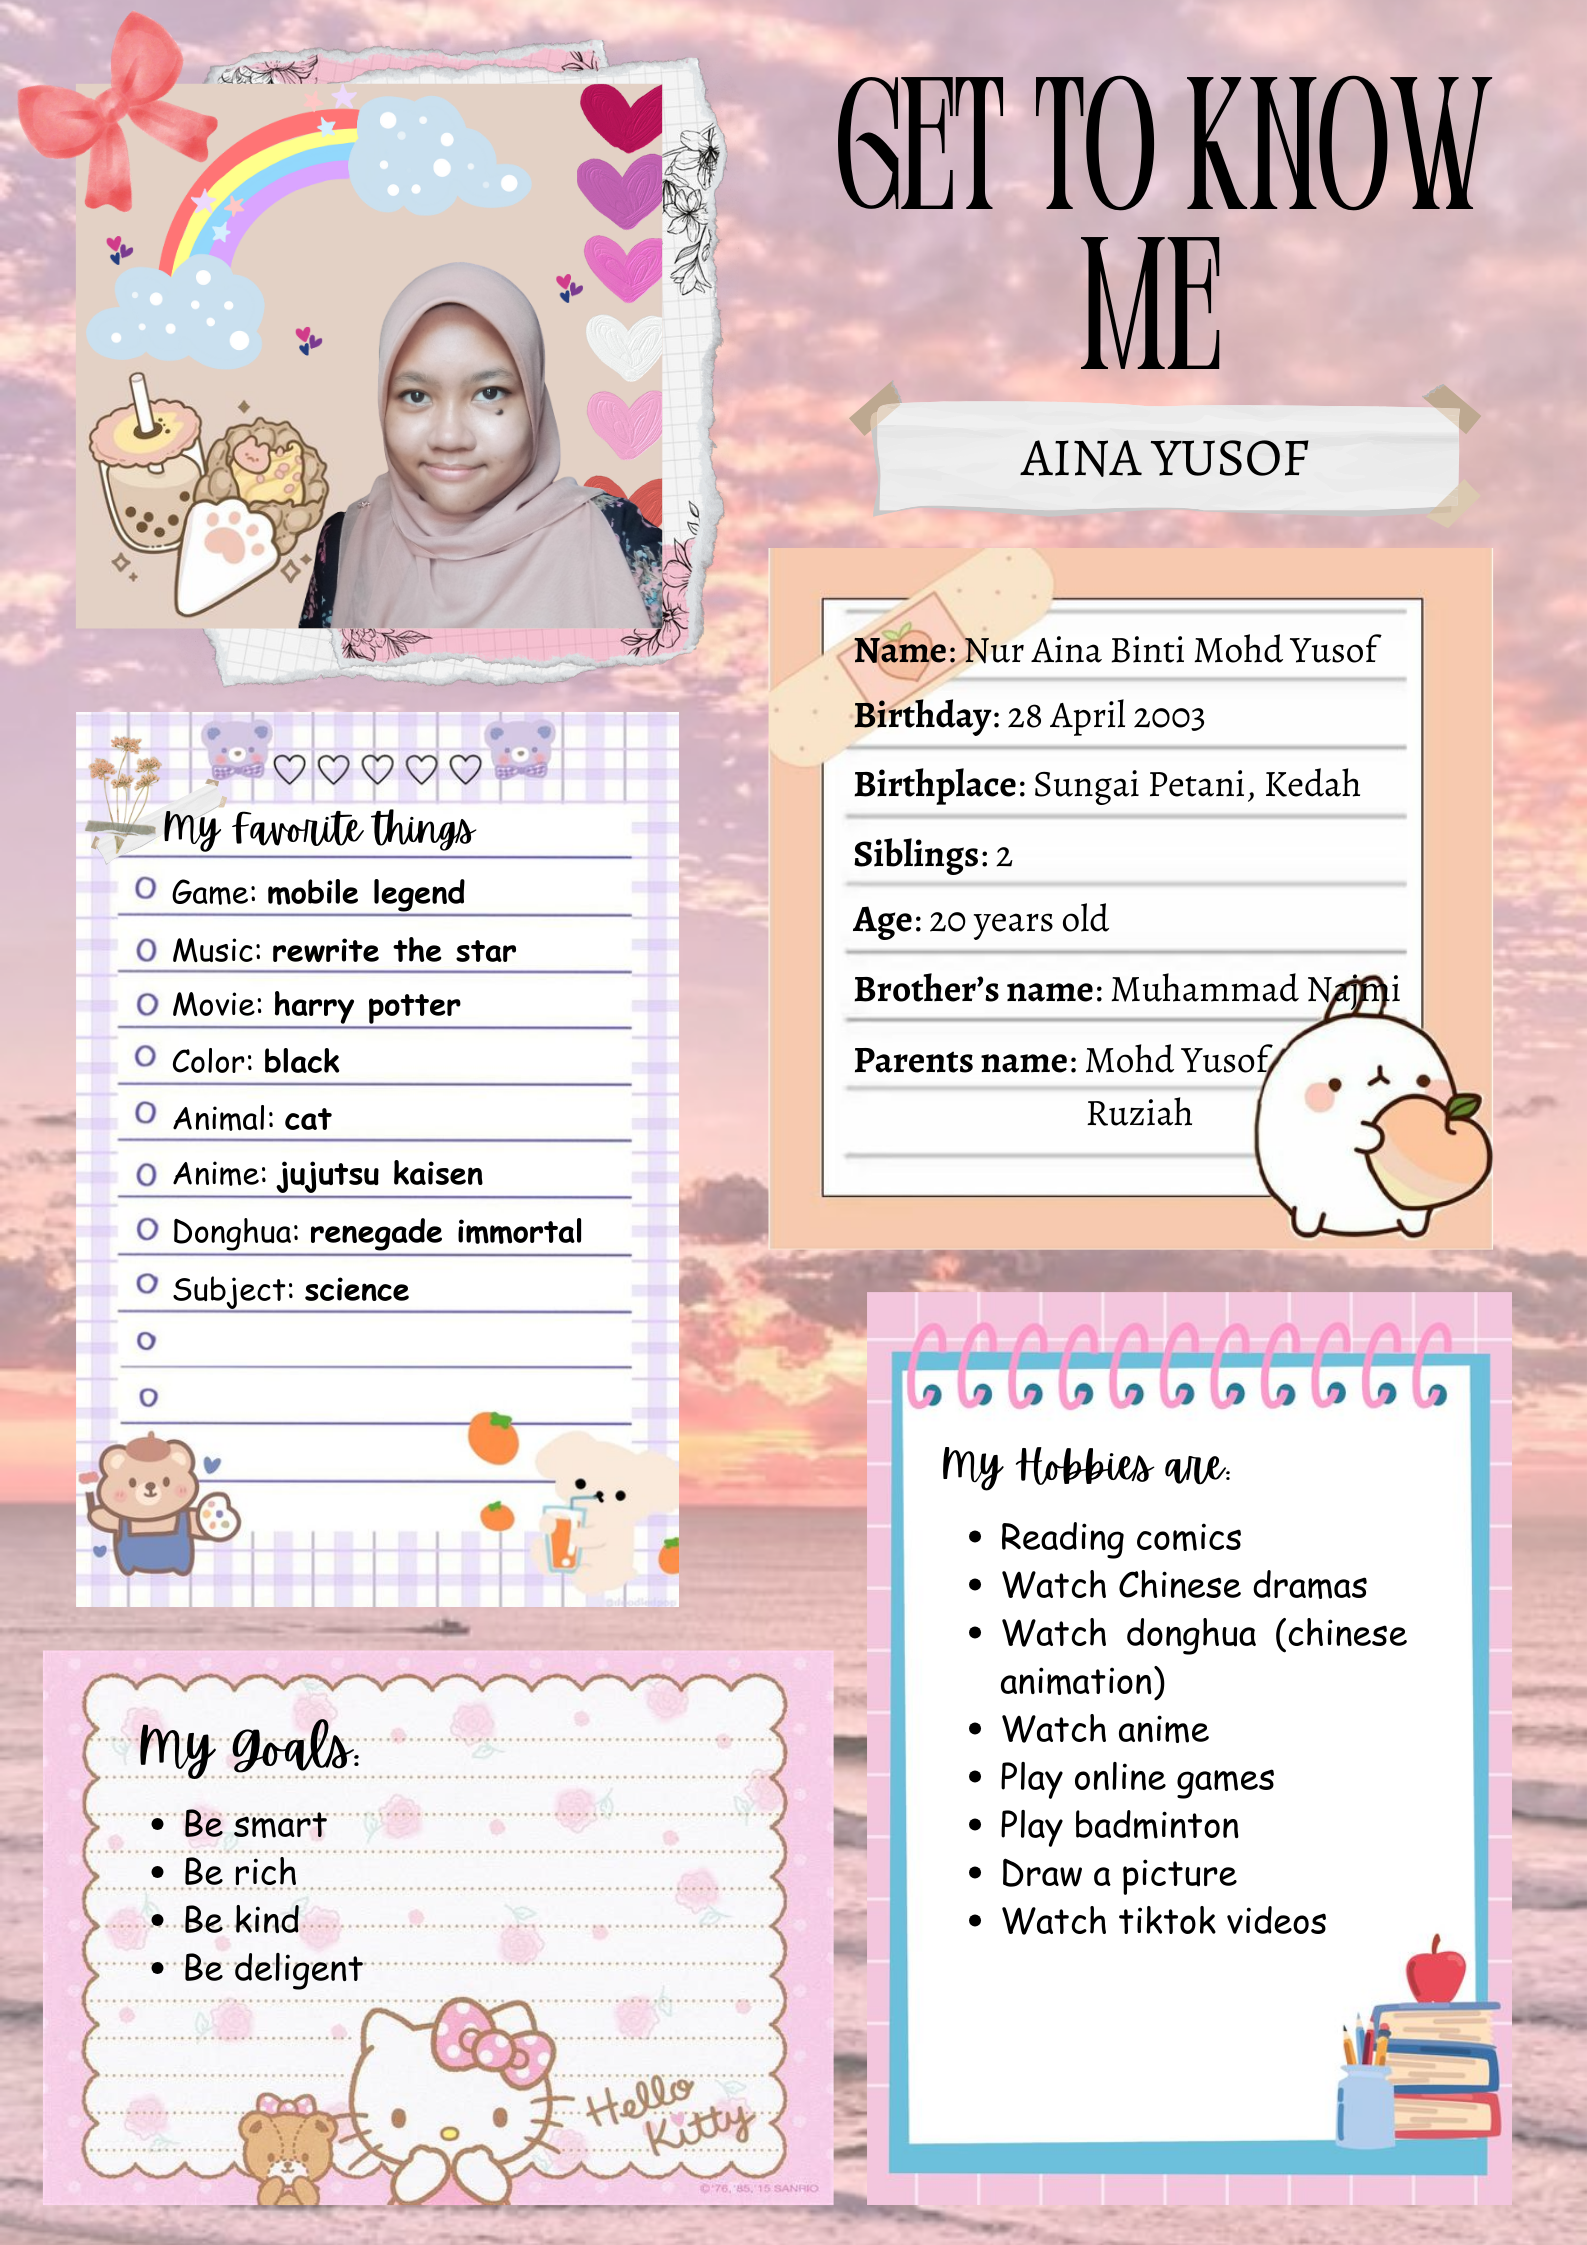 GET TO KNOW
ME
AINA YUSOF
Name: Nur Aina Binti Mohd Yusof
Birthday: 28 April 2003
Birthplace: Sungai Petani, Kedah
Siblings: 2
Age: 20 years old
Brother's name: Muhammad Najmi
Parents name: Mohd Yusof
Ruziah
My Favorite things
Game: mobile legend
Music: rewrite the star
Movie: harry potter
Color: black
Animal: cat
Anime: jujutsu kaisen
Donghua: renegade immortal
Subject: science
@doodledpop
My Hobbies are:
• Reading comics
• Watch Chinese dramas
• Watch donghua (chinese
animation)
• Watch anime
• Play online games
• Play badminton
• Draw a picture
• Watch tiktok videos
My goals:
• Be smart
• Be rich
• Be kind
• Be deligent
Hello
Kitty
©'76,'85,'15 SANRIO